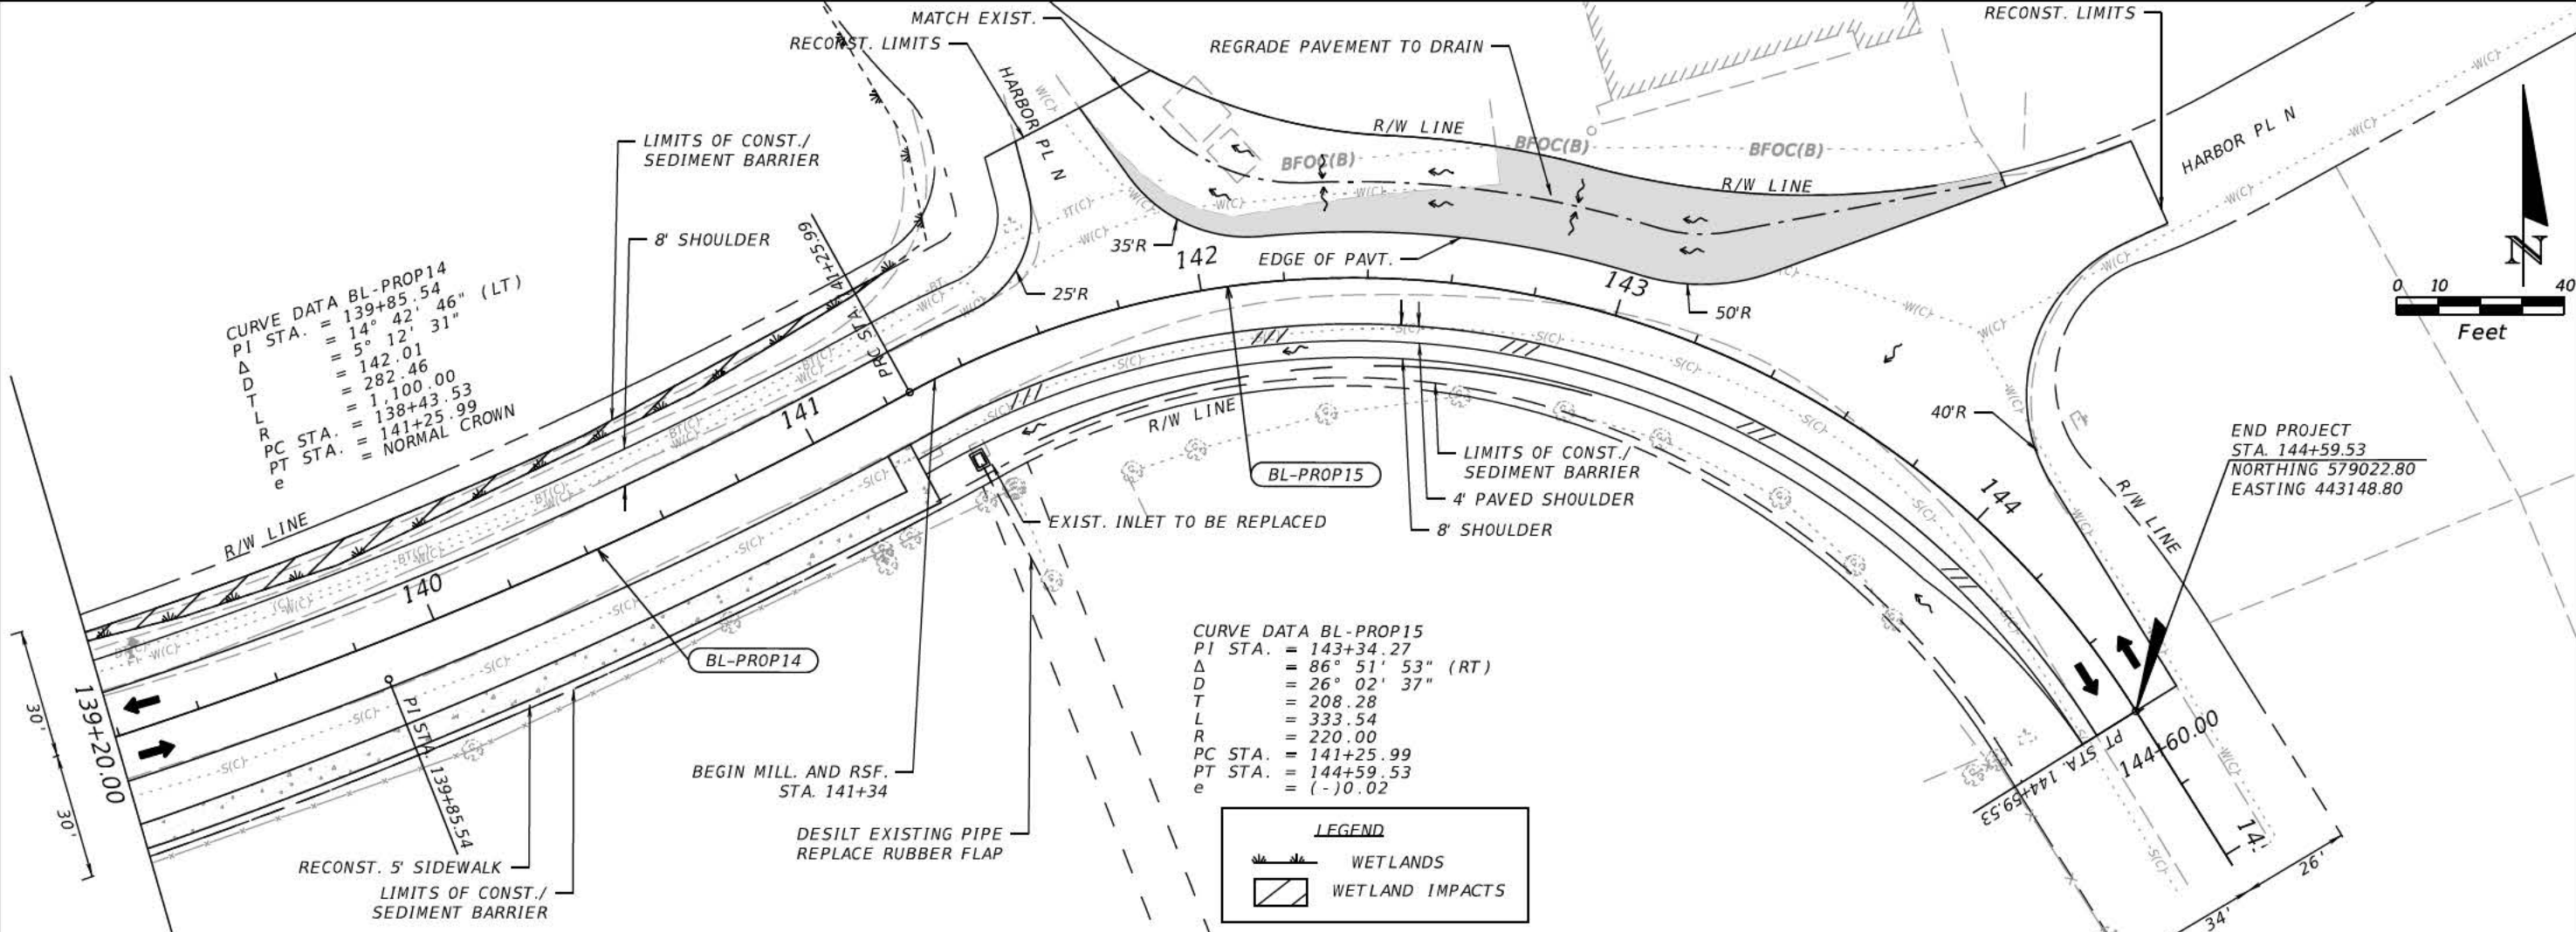 MATCH EXIST.
RECONST. LIMITS
HARBOR PL N
REGRADE PAVEMENT TO DRAIN
RECONST. LIMITS
HARBOR PL N
R/W LINE
BFOC(B)
BFOC(B)
BFOC(B)
R/W LINE
LIMITS OF CONST./
SEDIMENT BARRIER
8' SHOULDER
35'R
142
EDGE OF PAVT.
143
50'R
25'R
N
0 10 40
Feet
CURVE DATA BL-PROP14
PI STA. = 139+85.54
Δ = 14° 42' 46" (LT)
D = 5° 12' 31"
T = 142.01
L = 282.46
R = 1,100.00
PC STA. = 138+43.53
PT STA. = 141+25.99
e = NORMAL CROWN
PRC STA. 141+25.99
141
R/W LINE
R/W LINE
BL-PROP15
LIMITS OF CONST./
SEDIMENT BARRIER
4' PAVED SHOULDER
8' SHOULDER
EXIST. INLET TO BE REPLACED
40'R
144
R/W LINE
END PROJECT
STA. 144+59.53
NORTHING 579022.80
EASTING 443148.80
140
BL-PROP14
139+20.00
30'
30'
PI STA. 139+85.54
BEGIN MILL. AND RSF.
STA. 141+34
DESILT EXISTING PIPE
REPLACE RUBBER FLAP
RECONST. 5' SIDEWALK
LIMITS OF CONST./
SEDIMENT BARRIER
CURVE DATA BL-PROP15
PI STA. = 143+34.27
Δ = 86° 51' 53" (RT)
D = 26° 02' 37"
T = 208.28
L = 333.54
R = 220.00
PC STA. = 141+25.99
PT STA. = 144+59.53
e = (-)0.02
LEGEND
WETLANDS
WETLAND IMPACTS
PT STA. 144+59.53
144+60.00
26'
34'
W(C)
W(C)
W(C)
W(C)
W(C)
W(C)
BT(C)
BT(C)
BT(C)
BT(C)
S(C)
S(C)
S(C)
S(C)
S(C)
S(C)
S(C)